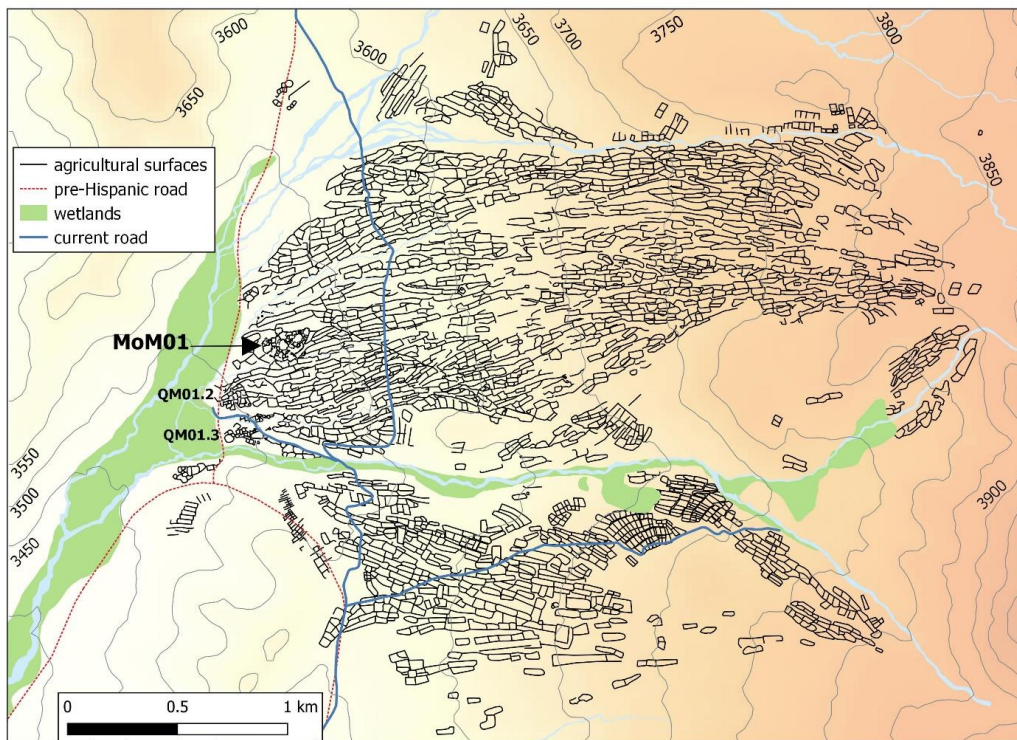 3600
3650
3600
3650
3700
3750
3800
3850
agricultural surfaces
pre-Hispanic road
wetlands
current road
MoM01
QM01.2
QM01.3
3550
3500
3450
3900
0 0.5 1 km